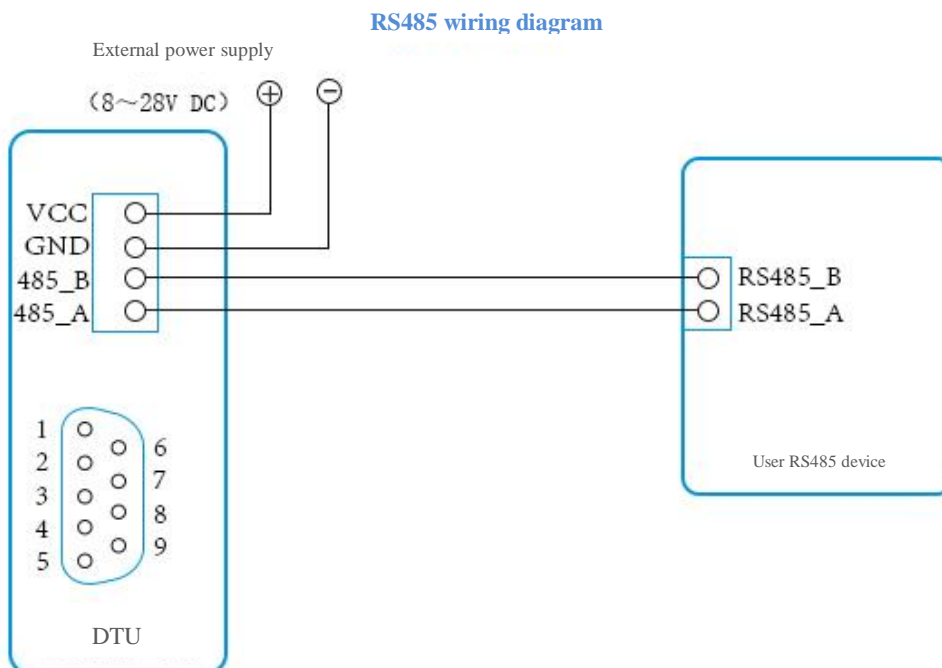 RS485 wiring diagram
External power supply
(8～28V DC)
VCC
GND
485_B
485_A
RS485_B
RS485_A
1
2
3
4
5
6
7
8
9
User RS485 device
DTU